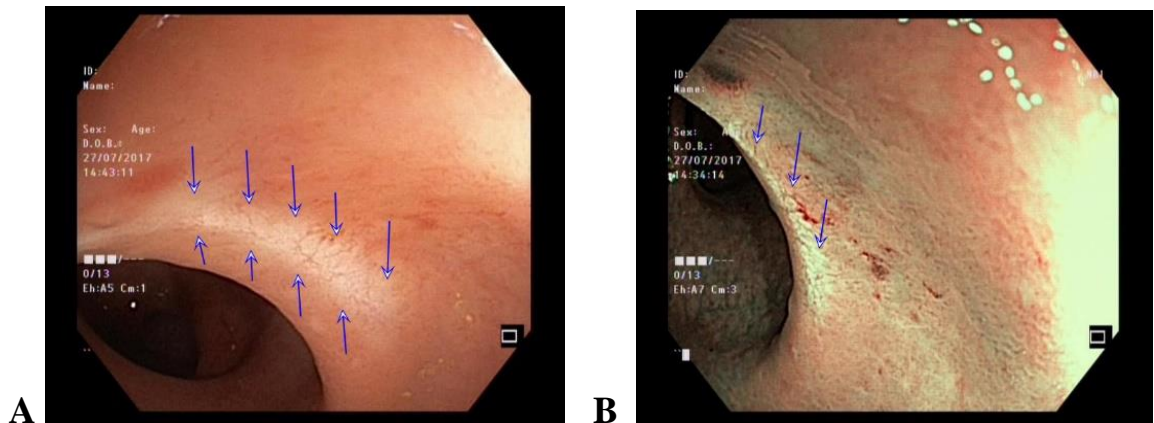 ID:
Name:
Sex: Age:
D.O.B.:
27/07/2017
14:43:11
0/13
Eh:A5 Cm:1
A
ID:
Name:
Sex: Age:
D.O.B.:
27/07/2017
14:34:14
0/13
Eh:A7 Cm:3
B